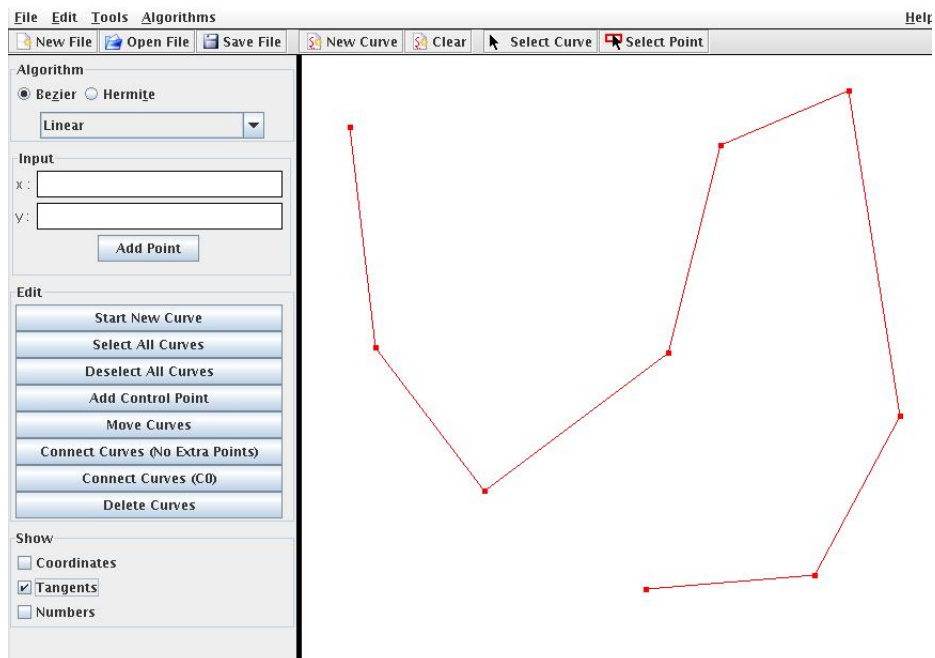 File Edit Tools Algorithms Help
New File Open File Save File New Curve Clear Select Curve Select Point
Algorithm
Bezier Hermite
Linear
Input
x :
y :
Add Point
Edit
Start New Curve
Select All Curves
Deselect All Curves
Add Control Point
Move Curves
Connect Curves (No Extra Points)
Connect Curves (C0)
Delete Curves
Show
Coordinates
Tangents
Numbers